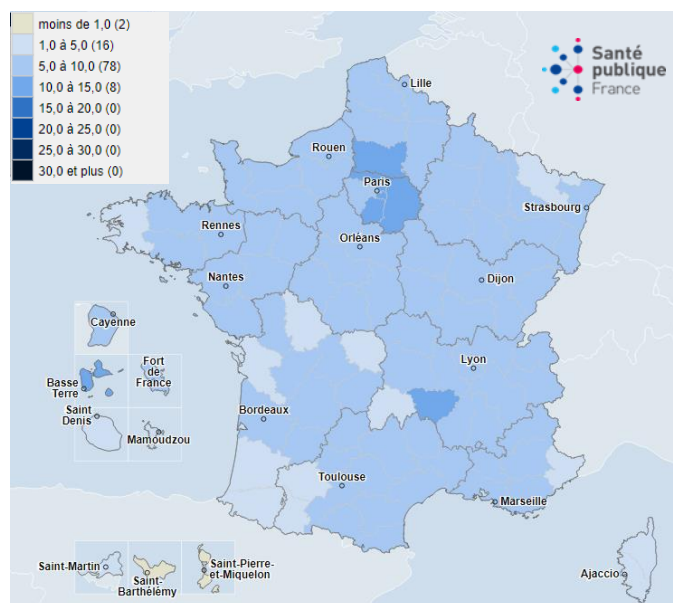 moins de 1,0 (2)
1,0 à 5,0 (16)
5,0 à 10,0 (78)
10,0 à 15,0 (8)
15,0 à 20,0 (0)
20,0 à 25,0 (0)
25,0 à 30,0 (0)
30,0 et plus (0)
Santé
publique
France
Lille
Rouen
Paris
Strasbourg
Rennes
Orléans
Nantes
Dijon
Cayenne
Lyon
Basse
Terre
Fort
de
France
Saint
Denis
Mamoudzou
Bordeaux
Toulouse
Marseille
Saint-Martin
Saint-
Barthélémy
Saint-Pierre-
et-Miquelon
Ajaccio